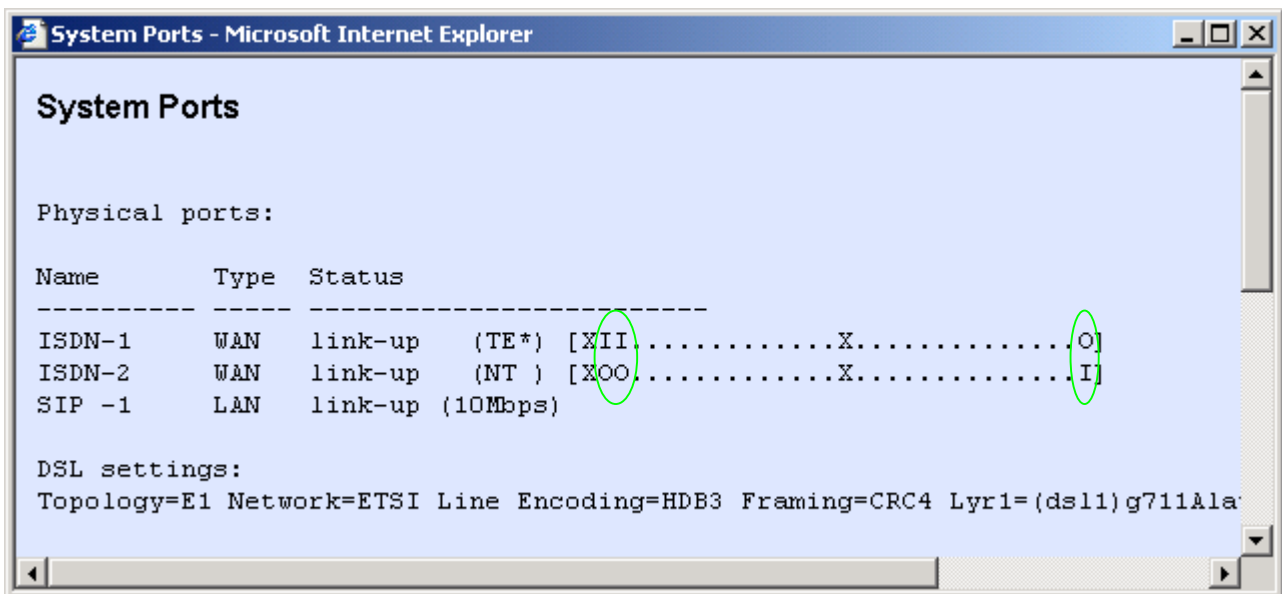 System Ports - Microsoft Internet Explorer
System Ports
Physical ports:
Name Type Status
---------- ----- -------------------------
ISDN-1 WAN link-up (TE*) [XII.............X..............O]
ISDN-2 WAN link-up (NT ) [XOO.............X..............I]
SIP -1 LAN link-up (10Mbps)
DSL settings:
Topology=E1 Network=ETSI Line Encoding=HDB3 Framing=CRC4 Lyr1=(dsl1)g711Ala